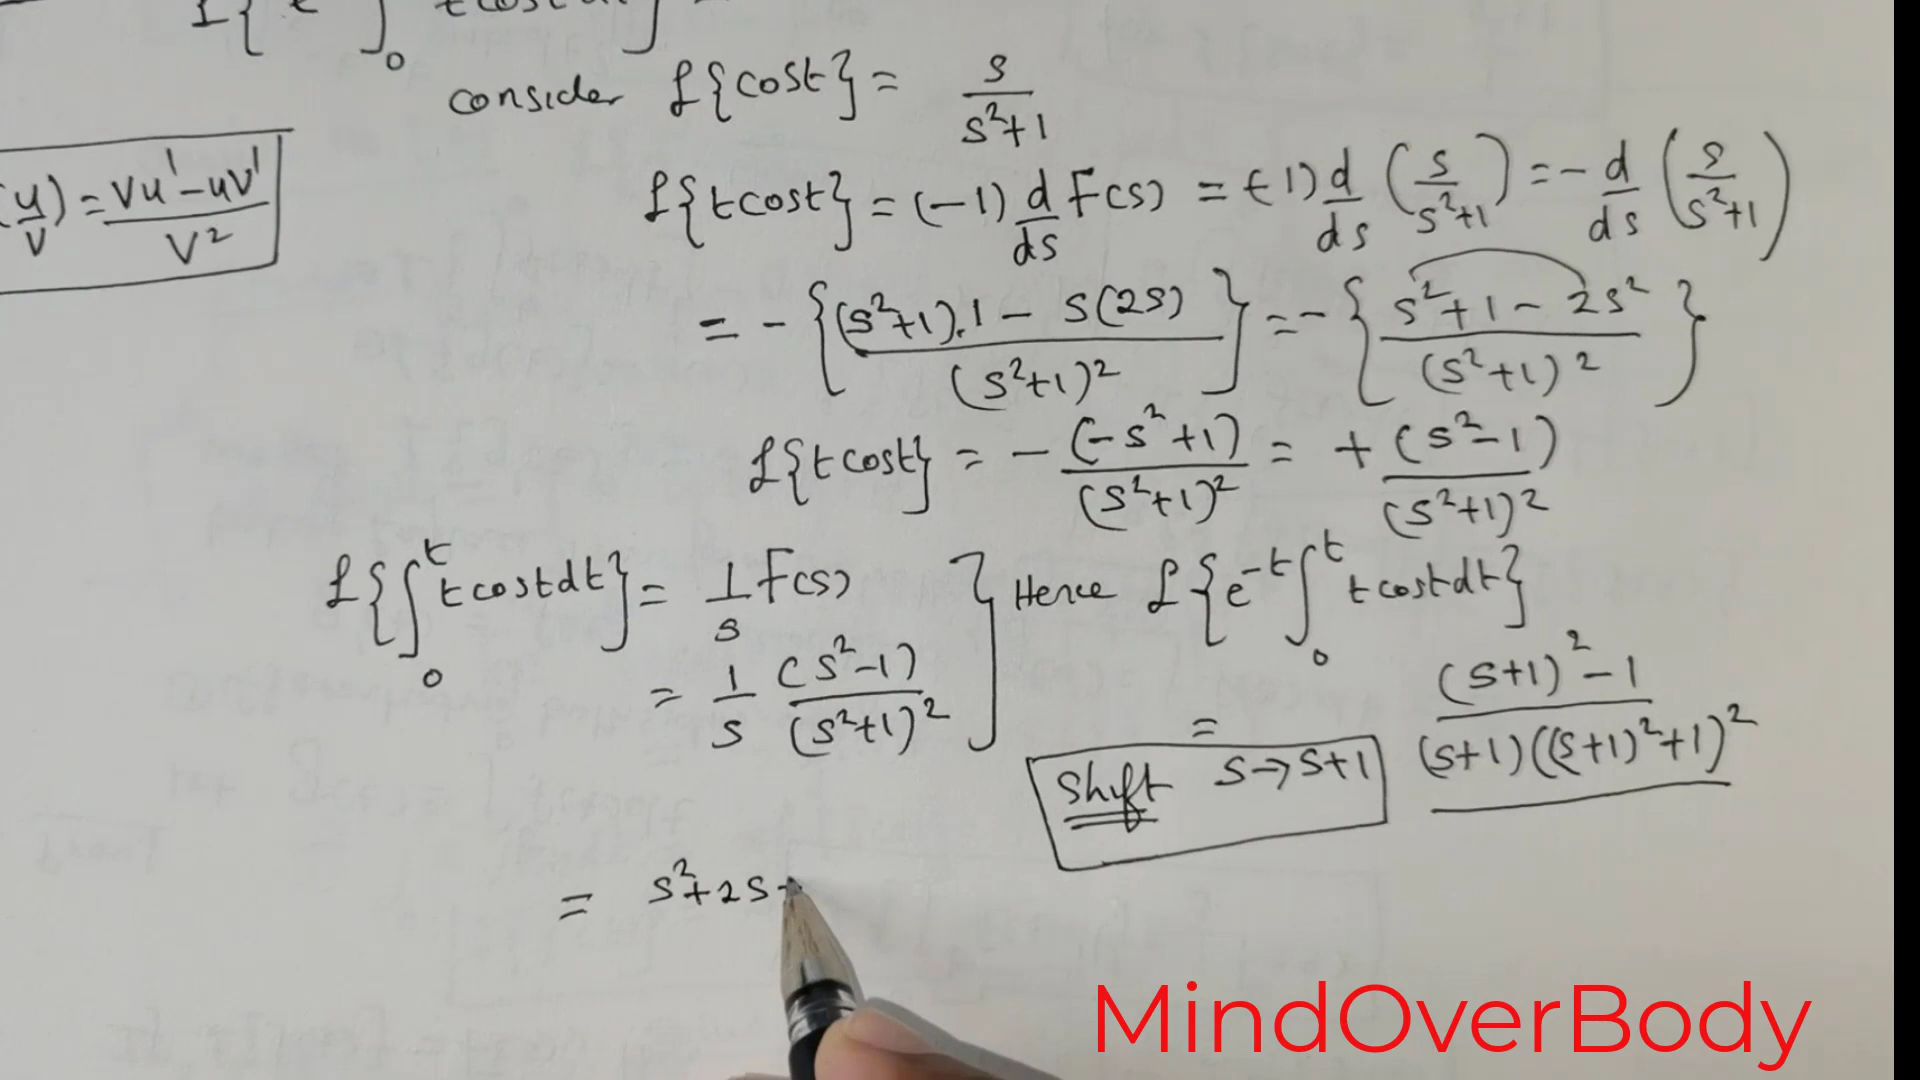 £{e ∫₀ tcostdt}
consider £{cost} = s/(s²+1)
(u/v) = (Vu' - uV')/V²
£{tcost} = (-1) d/ds F(s) = (-1) d/ds (s/(s²+1)) = - d/ds (s/(s²+1))
= - {((s²+1).1 - s(2s))/(s²+1)²} = - {(s²+1 - 2s²)/(s²+1)²}
£{tcost} = - (-s²+1)/(s²+1)² = + (s²-1)/(s²+1)²
£{∫₀ᵗ tcostdt} = 1/s F(s)
= 1/s (s²-1)/(s²+1)²
Hence £{e⁻ᵗ ∫₀ᵗ tcostdt}
= ((s+1)² - 1)/((s+1)((s+1)²+1)²)
Shift s→s+1
= s²+2s
MindOverBody